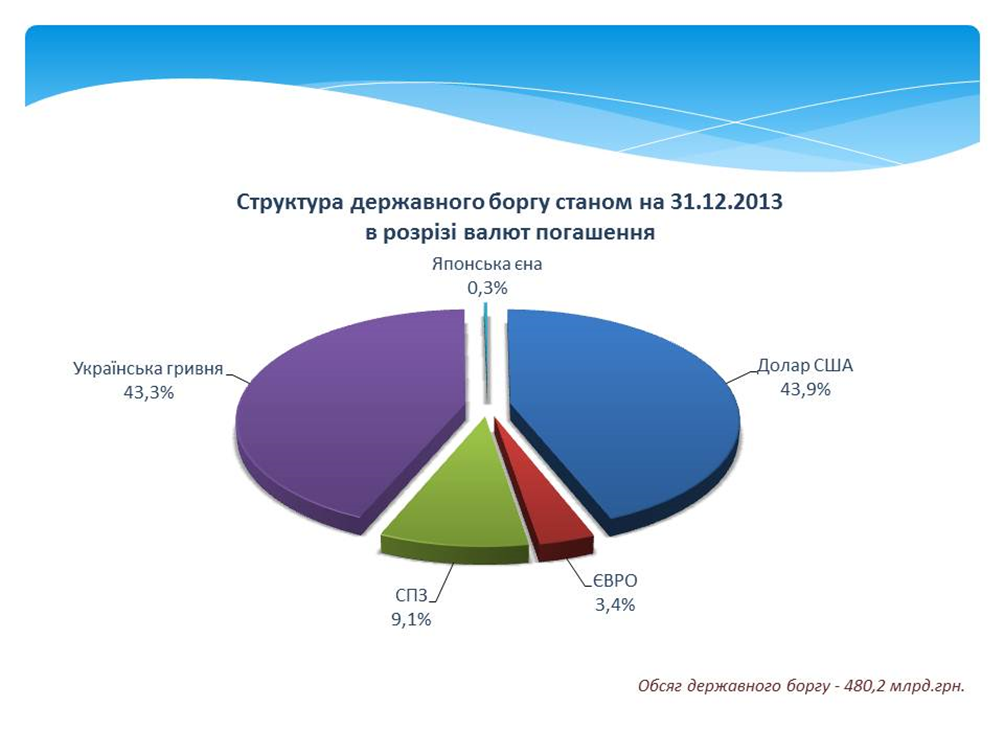 Структура державного боргу станом на 31.12.2013
в розрізі валют погашення
Японська єна
0,3%
Українська гривня
43,3%
Долар США
43,9%
ЄВРО
3,4%
СПЗ
9,1%
Обсяг державного боргу - 480,2 млрд.грн.